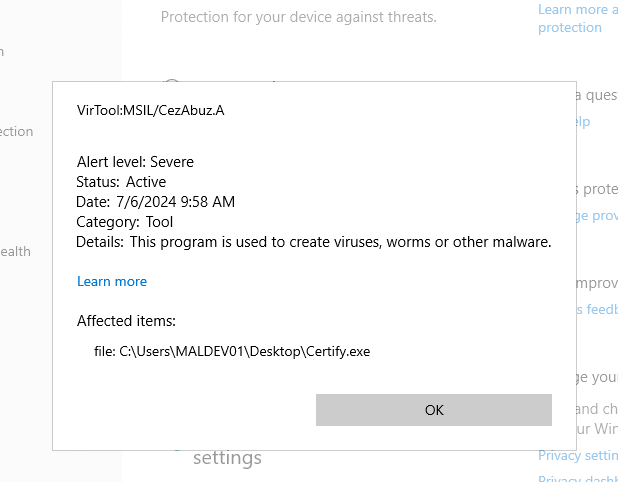 Protection for your device against threats.
Learn more a
protection
VirTool:MSIL/CezAbuz.A
Alert level: Severe
Status: Active
Date: 7/6/2024 9:58 AM
Category: Tool
Details: This program is used to create viruses, worms or other malware.
Learn more
Affected items:
file: C:\Users\MALDEV01\Desktop\Certify.exe
OK
ection
ealth
settings
a ques
elp
s prote
ge prov
mprov
s feedb
ge your
and ch
ur Win
Privacy settin
Privacy dashb